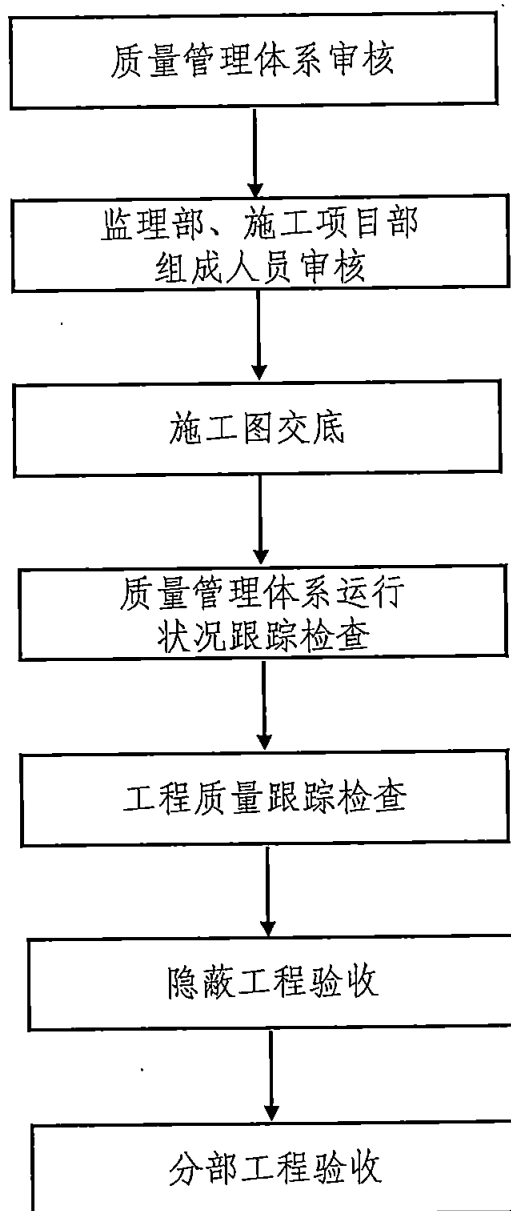 质量管理体系审核
监理部、施工项目部
组成人员审核
施工图交底
质量管理体系运行
状况跟踪检查
工程质量跟踪检查
隐蔽工程验收
分部工程验收